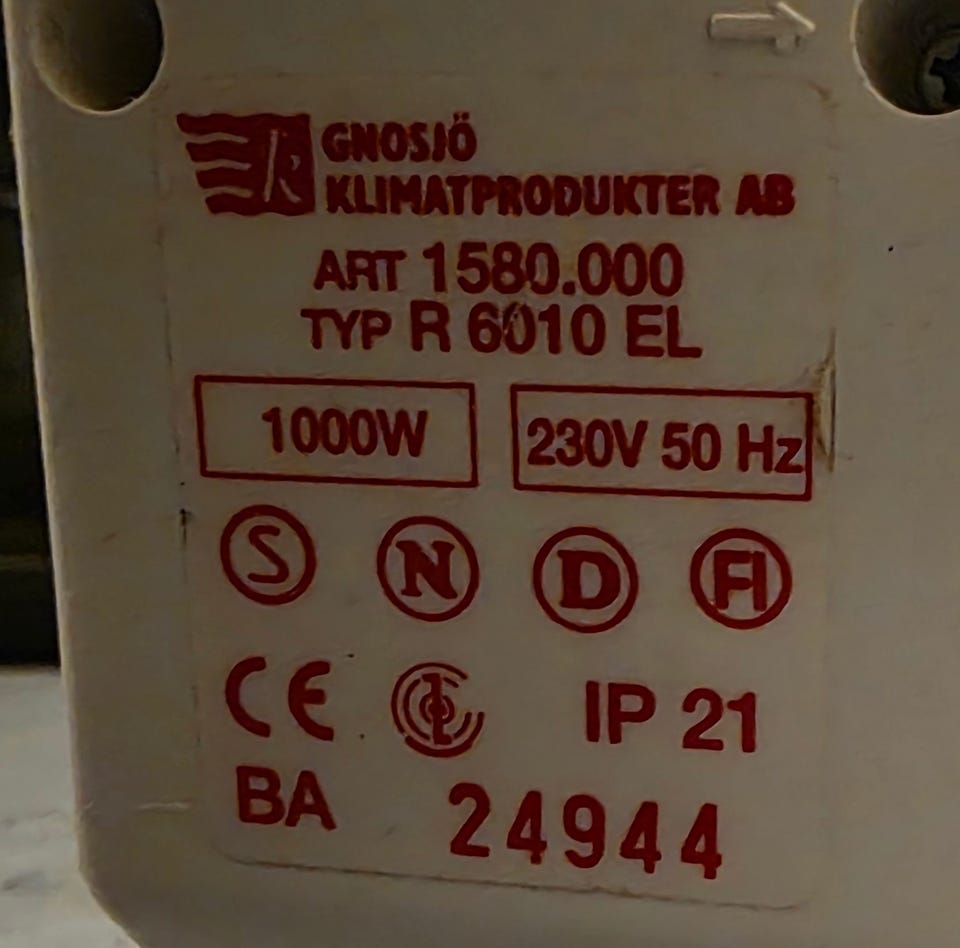 GNOSJÖ
KLIMATPRODUKTER AB
ART 1580.000
TYP R 6010 EL
1000W
230V 50 Hz
S N D FI
CE IP 21
BA 24944